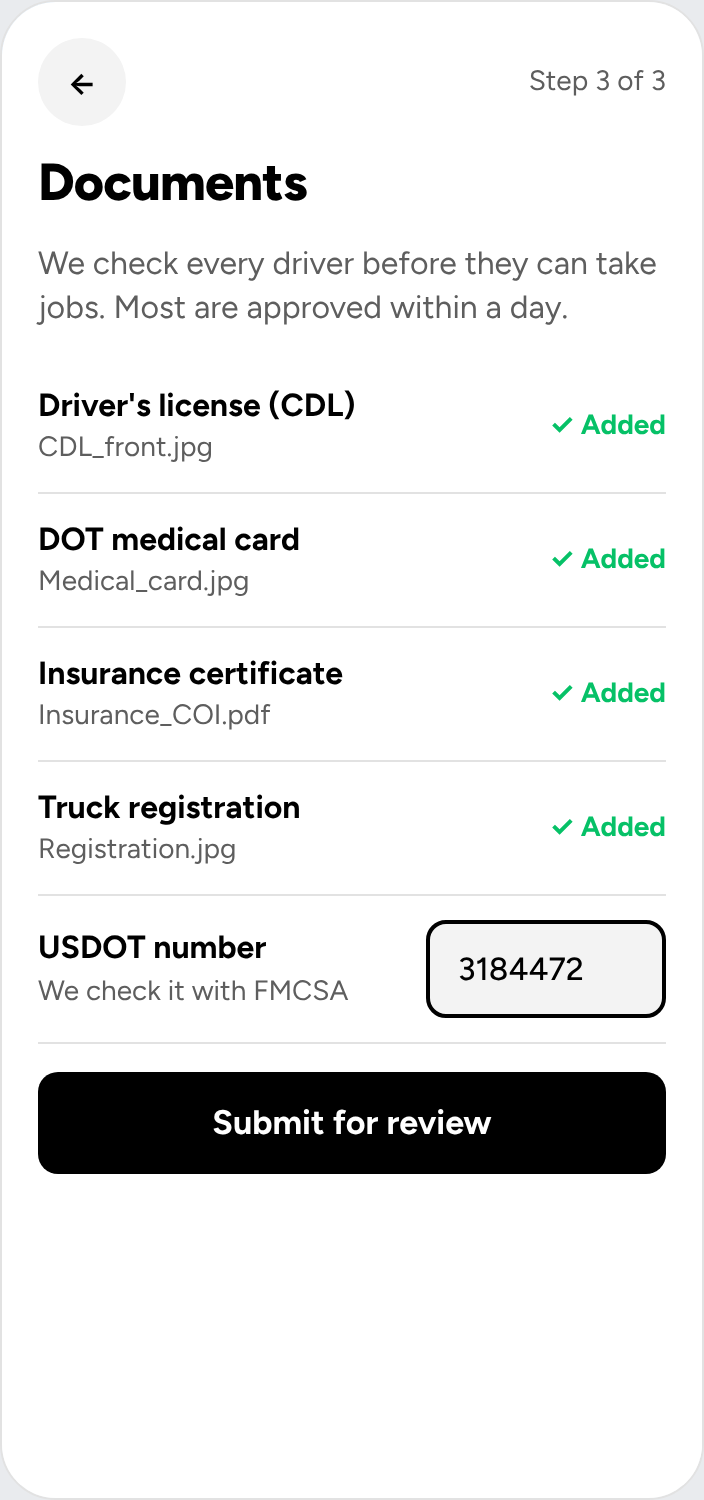 Step 3 of 3
Documents
We check every driver before they can take
jobs. Most are approved within a day.
Driver's license (CDL)
CDL_front.jpg
✓ Added
DOT medical card
Medical_card.jpg
✓ Added
Insurance certificate
Insurance_COI.pdf
✓ Added
Truck registration
Registration.jpg
✓ Added
USDOT number
We check it with FMCSA
3184472
Submit for review